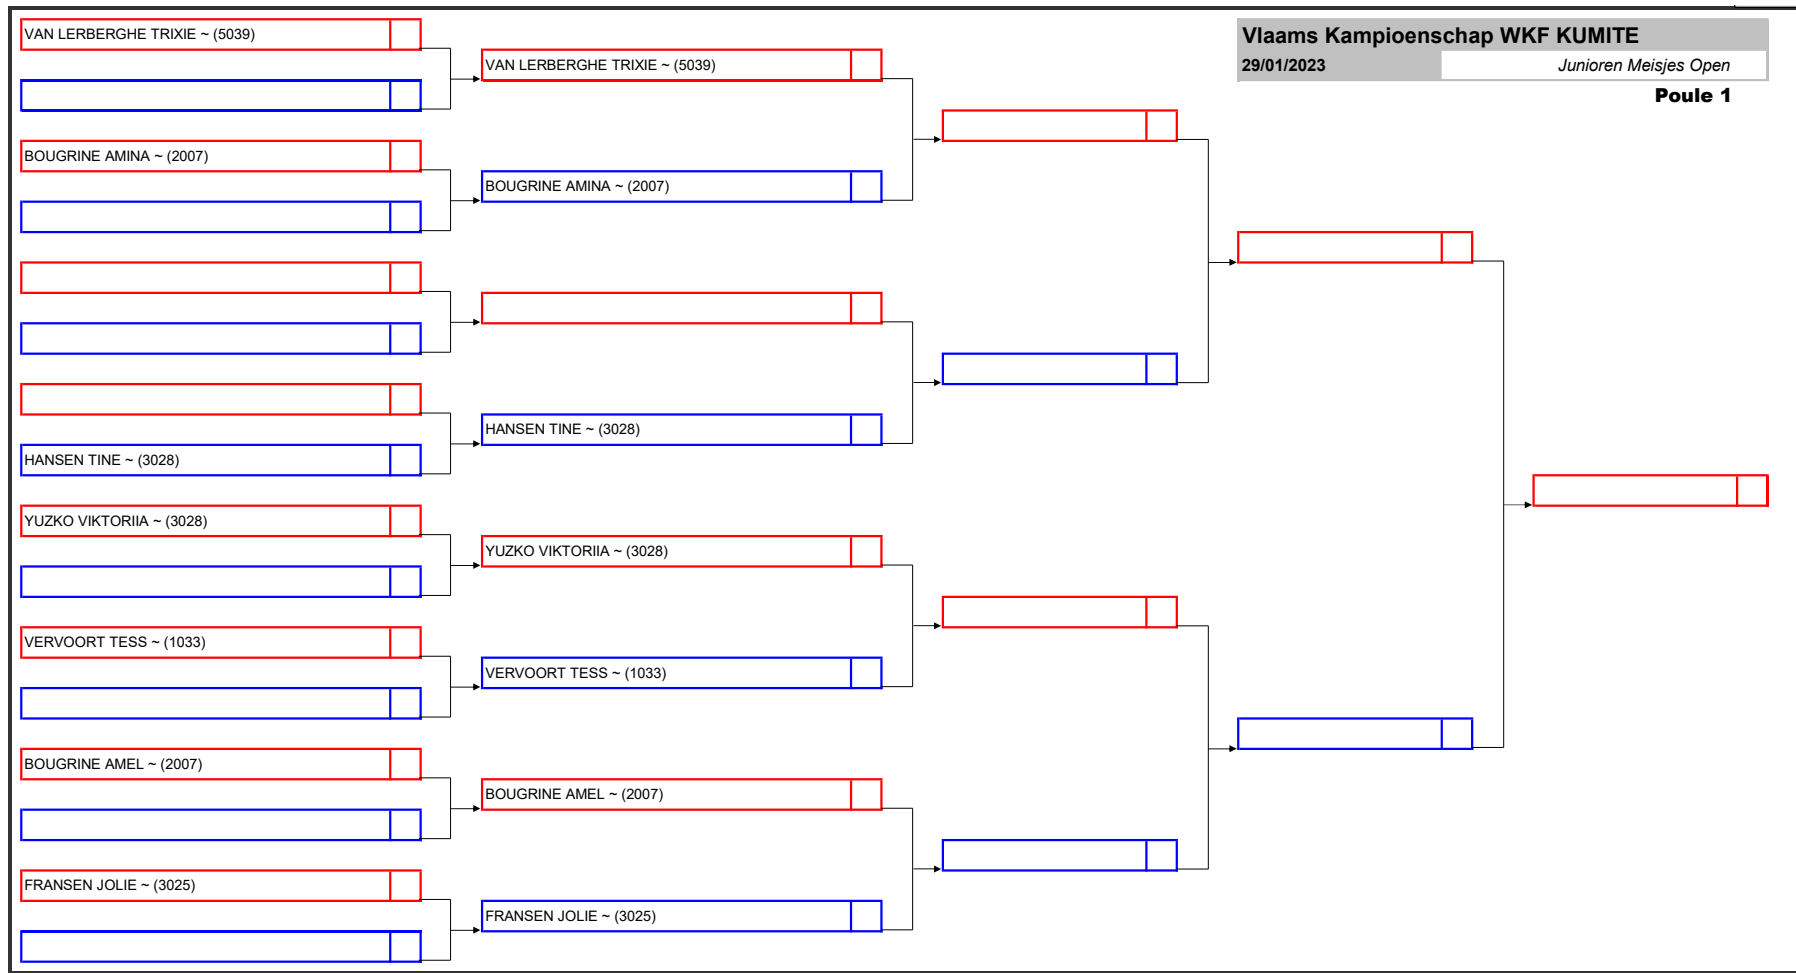 Vlaams Kampioenschap WKF KUMITE
29/01/2023 Junioren Meisjes Open
Poule 1
VAN LERBERGHE TRIXIE ~ (5039)
BOUGRINE AMINA ~ (2007)
HANSEN TINE ~ (3028)
YUZKO VIKTORIIA ~ (3028)
VERVOORT TESS ~ (1033)
BOUGRINE AMEL ~ (2007)
FRANSEN JOLIE ~ (3025)
VAN LERBERGHE TRIXIE ~ (5039)
BOUGRINE AMINA ~ (2007)
HANSEN TINE ~ (3028)
YUZKO VIKTORIIA ~ (3028)
VERVOORT TESS ~ (1033)
BOUGRINE AMEL ~ (2007)
FRANSEN JOLIE ~ (3025)